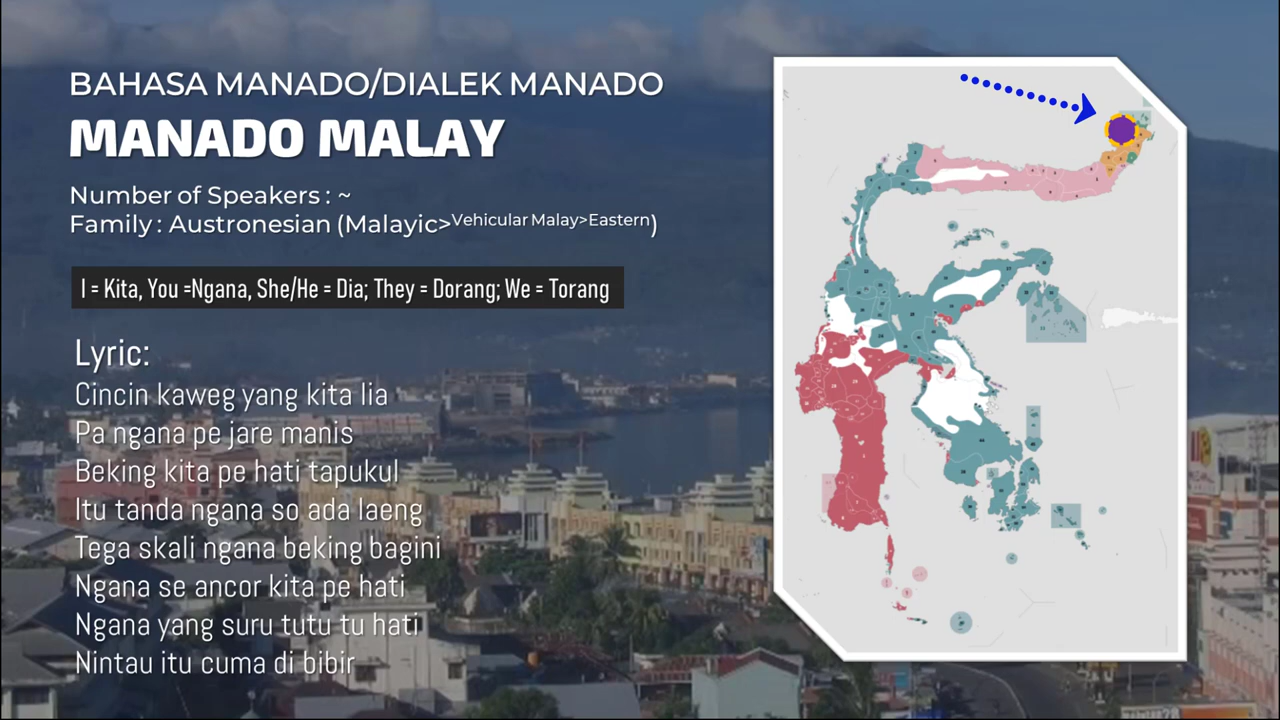 BAHASA MANADO/DIALEK MANADO
MANADO MALAY
Number of Speakers : ~
Family : Austronesian (Malayic>Vehicular Malay>Eastern)
I = Kita, You =Ngana, She/He = Dia; They = Dorang; We = Torang
Lyric:
Cincin kaweg yang kita lia
Pa ngana pe jare manis
Beking kita pe hati tapukul
Itu tanda ngana so ada laeng
Tega skali ngana beking bagini
Ngana se ancor kita pe hati
Ngana yang suru tutu tu hati
Nintau itu cuma di bibir